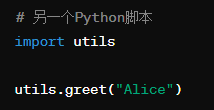 # 另一个Python脚本
import utils
utils.greet("Alice")